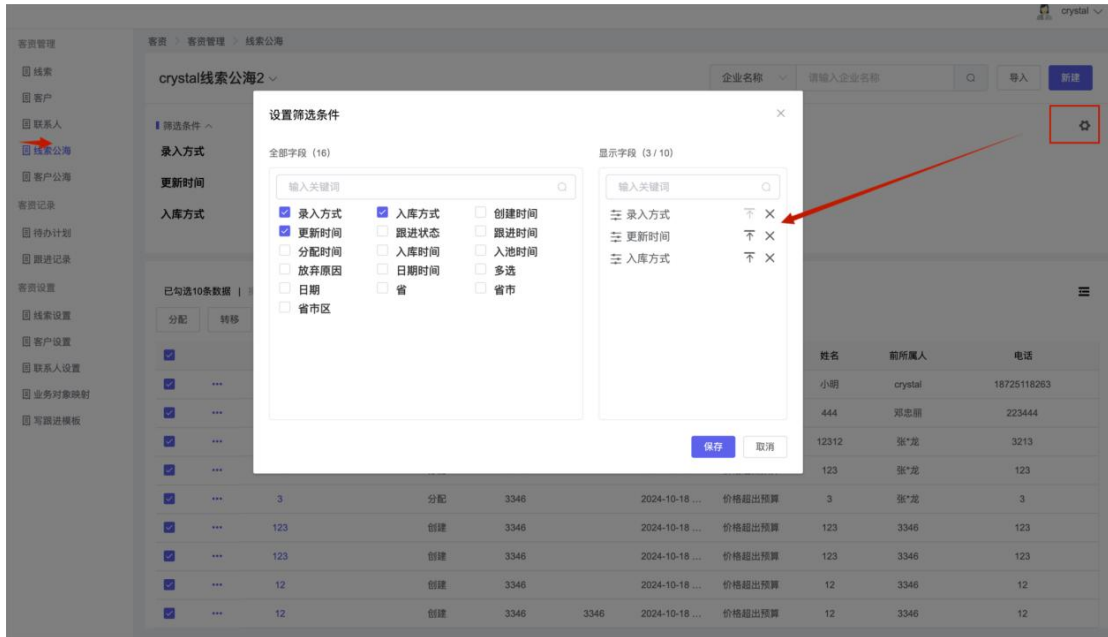 crystal
客资管理
客资 > 客资管理 > 线索公海
线索
客户
联系人
线索公海
客户公海
客资记录
待办计划
跟进记录
客资设置
线索设置
客户设置
联系人设置
业务对象映射
写跟进模板
crystal线索公海2
企业名称
请输入企业名称
导入
新建
筛选条件
录入方式
更新时间
入库方式
设置筛选条件
全部字段（16）
显示字段（3 / 10）
输入关键词
输入关键词
录入方式 入库方式 创建时间
更新时间 跟进状态 跟进时间
分配时间 入库时间 入池时间
放弃原因 日期时间 多选
日期 省 省市
省市区
录入方式
更新时间
入库方式
保存 取消
已勾选10条数据 |
分配 转移
姓名 前所属人 电话
小明 crystal 18725118263
444 邓忠丽 223444
12312 张*龙 3213
123 张*龙 123
3 分配 3346 2024-10-18 ... 价格超出预算 3 张*龙 3
123 创建 3346 2024-10-18 ... 价格超出预算 123 3346 123
123 创建 3346 2024-10-18 ... 价格超出预算 123 3346 123
12 创建 3346 2024-10-18 ... 价格超出预算 12 3346 12
12 创建 3346 3346 2024-10-18 ... 价格超出预算 12 3346 12